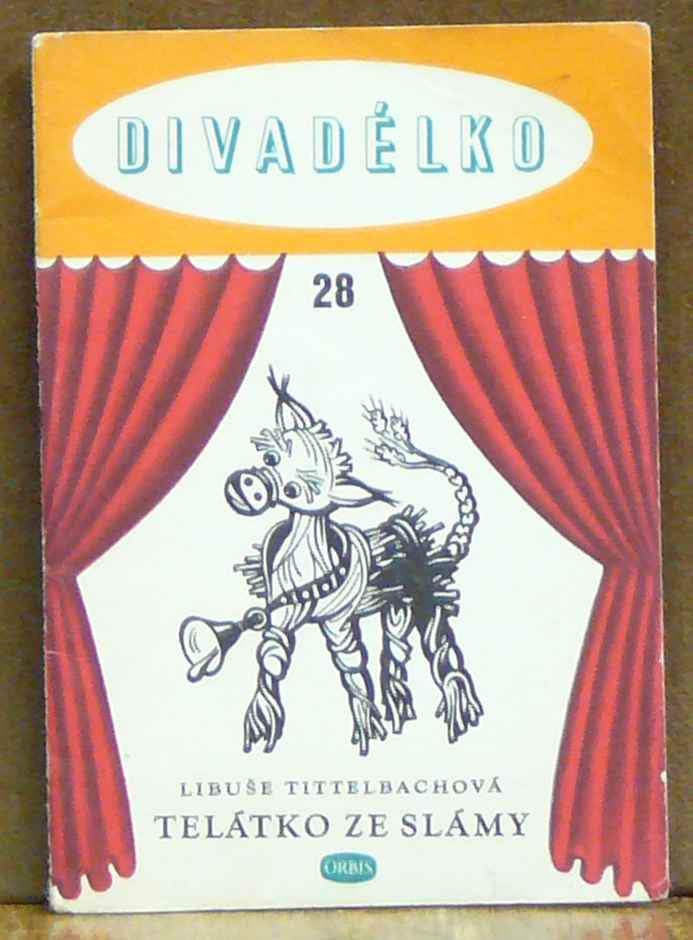 DIVADÉLKO
28
LIBUŠE TITTELBACHOVÁ
TELÁTKO ZE SLÁMY
ORBIS